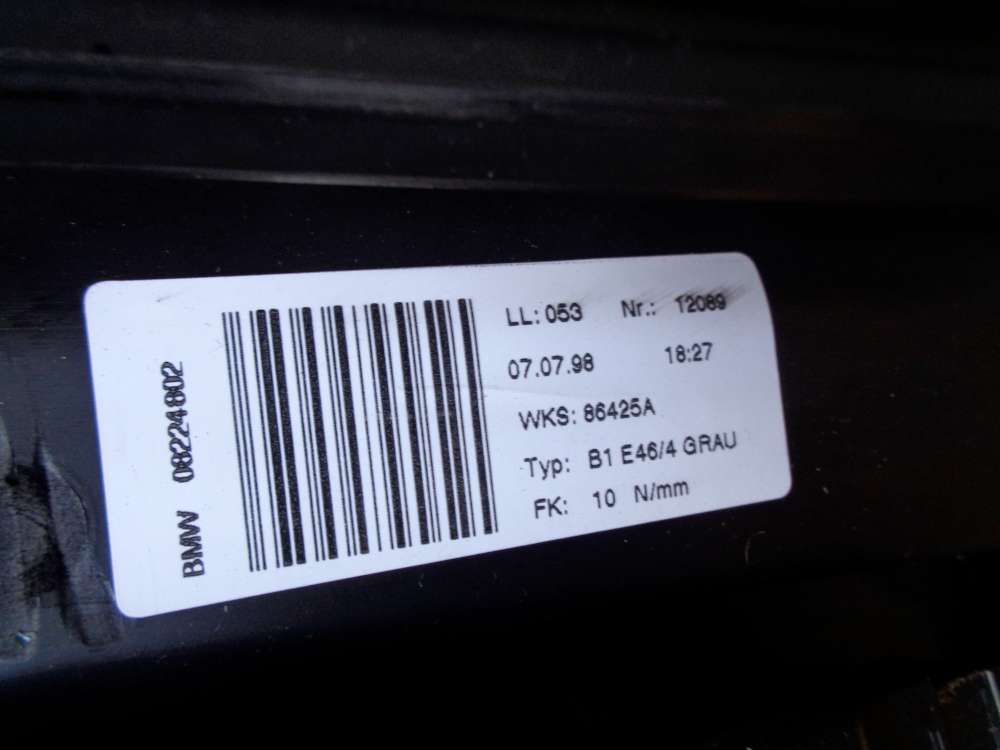 BMW 08224802
LL: 053 Nr.: 12089
07.07.98 18:27
WKS: 86425A
Typ: B1 E46/4 GRAU
FK: 10 N/mm